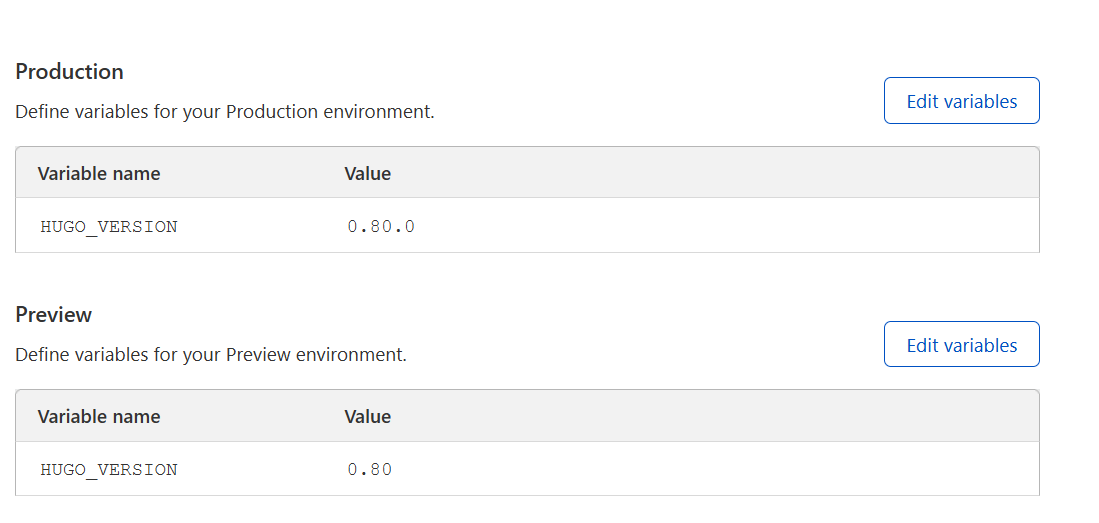 Production
Define variables for your Production environment.
Edit variables
Variable name Value
HUGO_VERSION 0.80.0
Preview
Define variables for your Preview environment.
Edit variables
Variable name Value
HUGO_VERSION 0.80